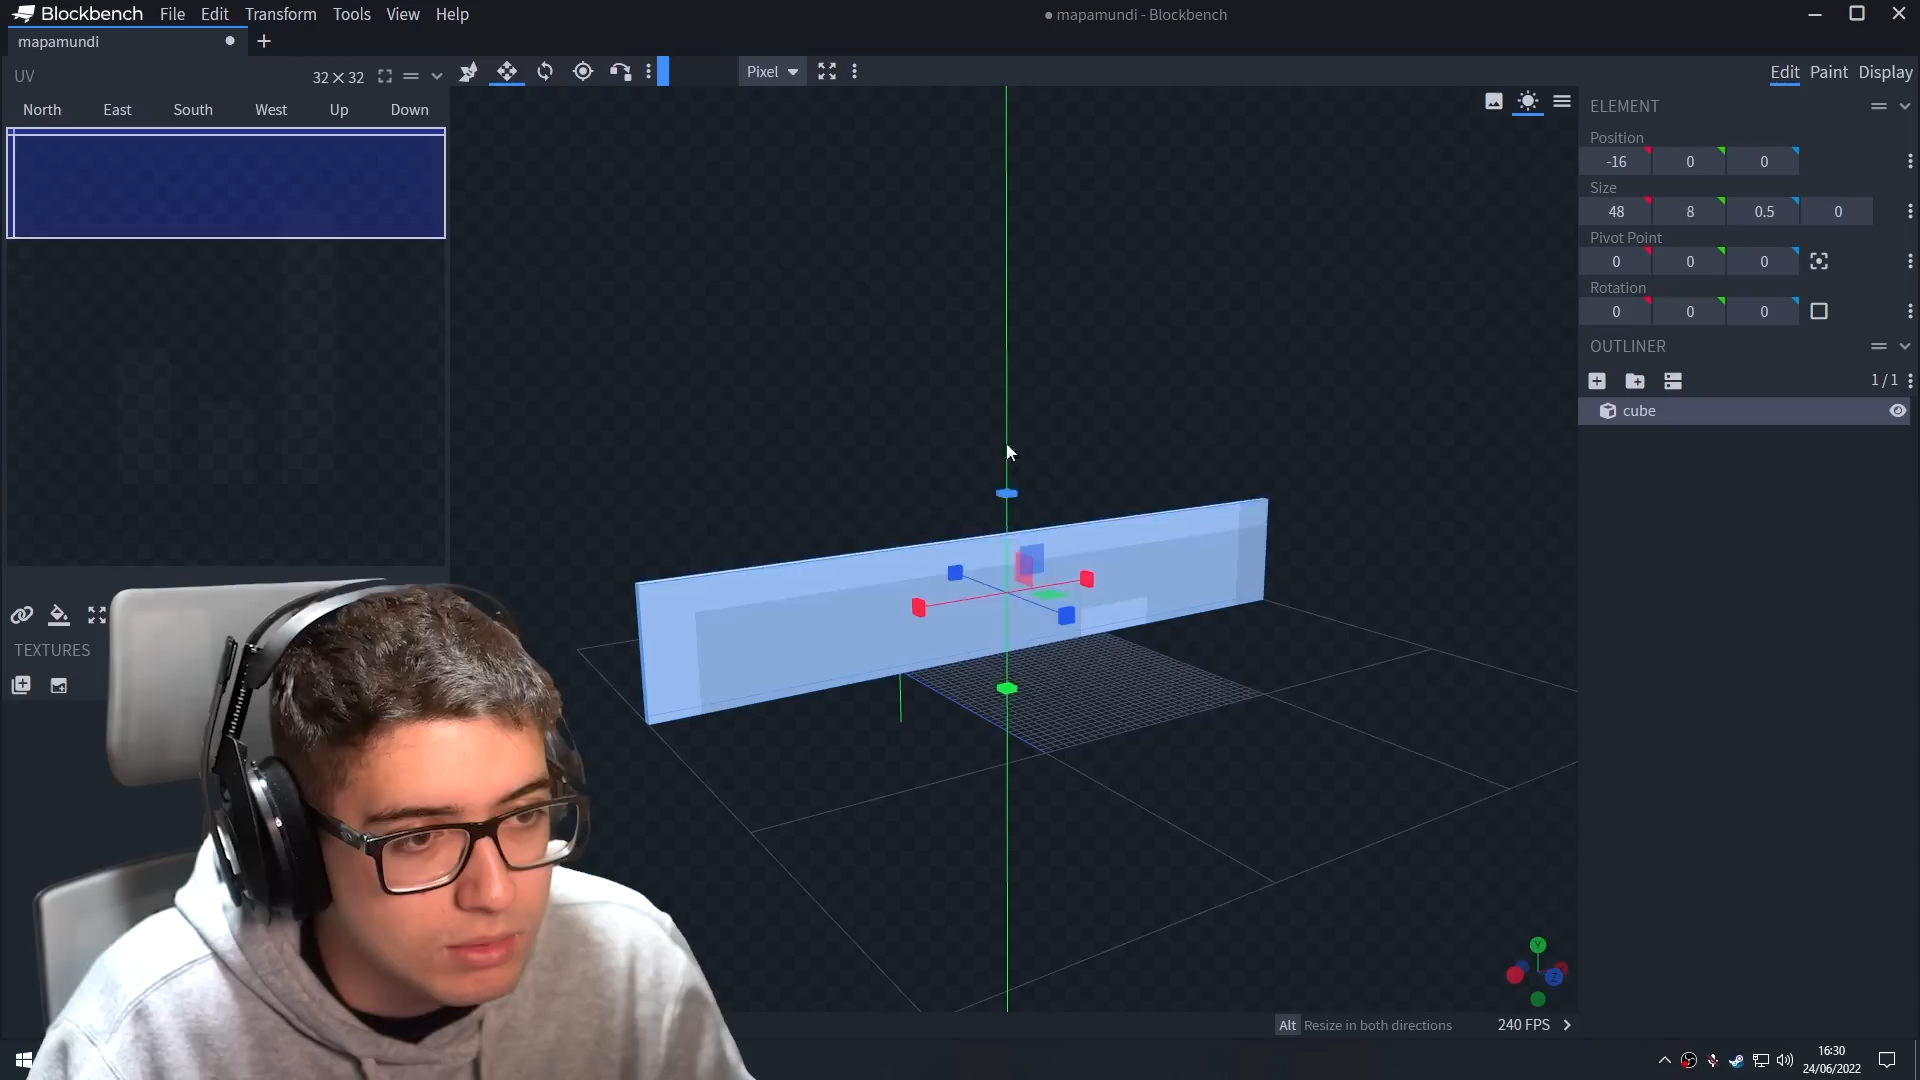 Blockbench File Edit Transform Tools View Help
mapamundi - Blockbench
mapamundi
UV 32×32
Pixel
Edit Paint Display
North East South West Up Down
ELEMENT
Position
-16 0 0
Size
48 8 0.5 0
Pivot Point
0 0 0
Rotation
0 0 0
OUTLINER
1/1
cube
TEXTURES
Y
Z
Alt Resize in both directions 240 FPS
16:30
24/06/2022